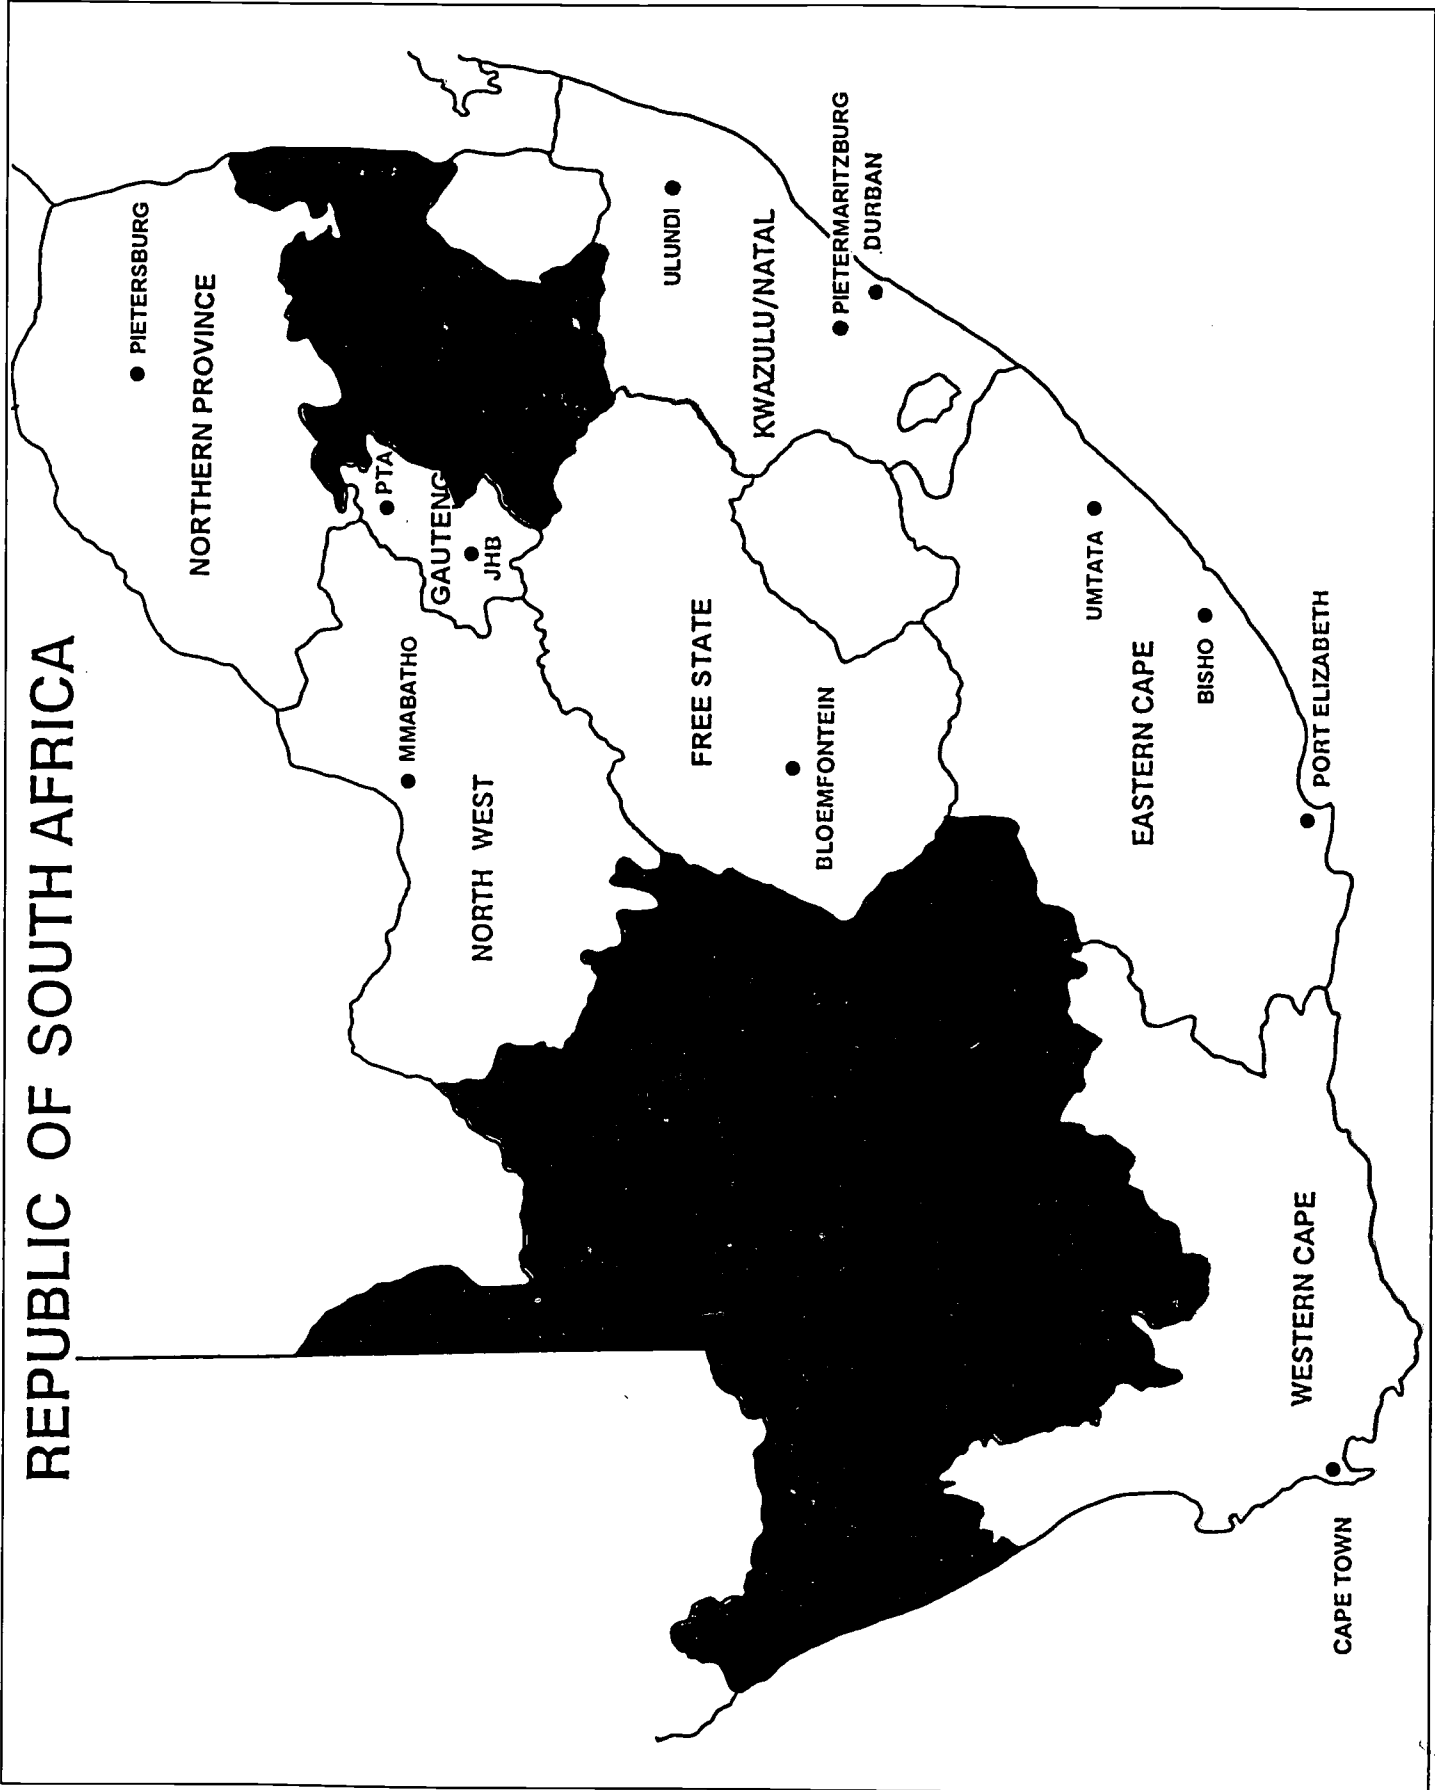 REPUBLIC OF SOUTH AFRICA
PIETERSBURG
NORTHERN PROVINCE
PTA
GAUTENG
JHB
MMABATHO
NORTH WEST
ULUNDI
FREE STATE
KWAZULU/NATAL
BLOEMFONTEIN
PIETERMARITZBURG
DURBAN
UMTATA
EASTERN CAPE
BISHO
WESTERN CAPE
PORT ELIZABETH
CAPE TOWN